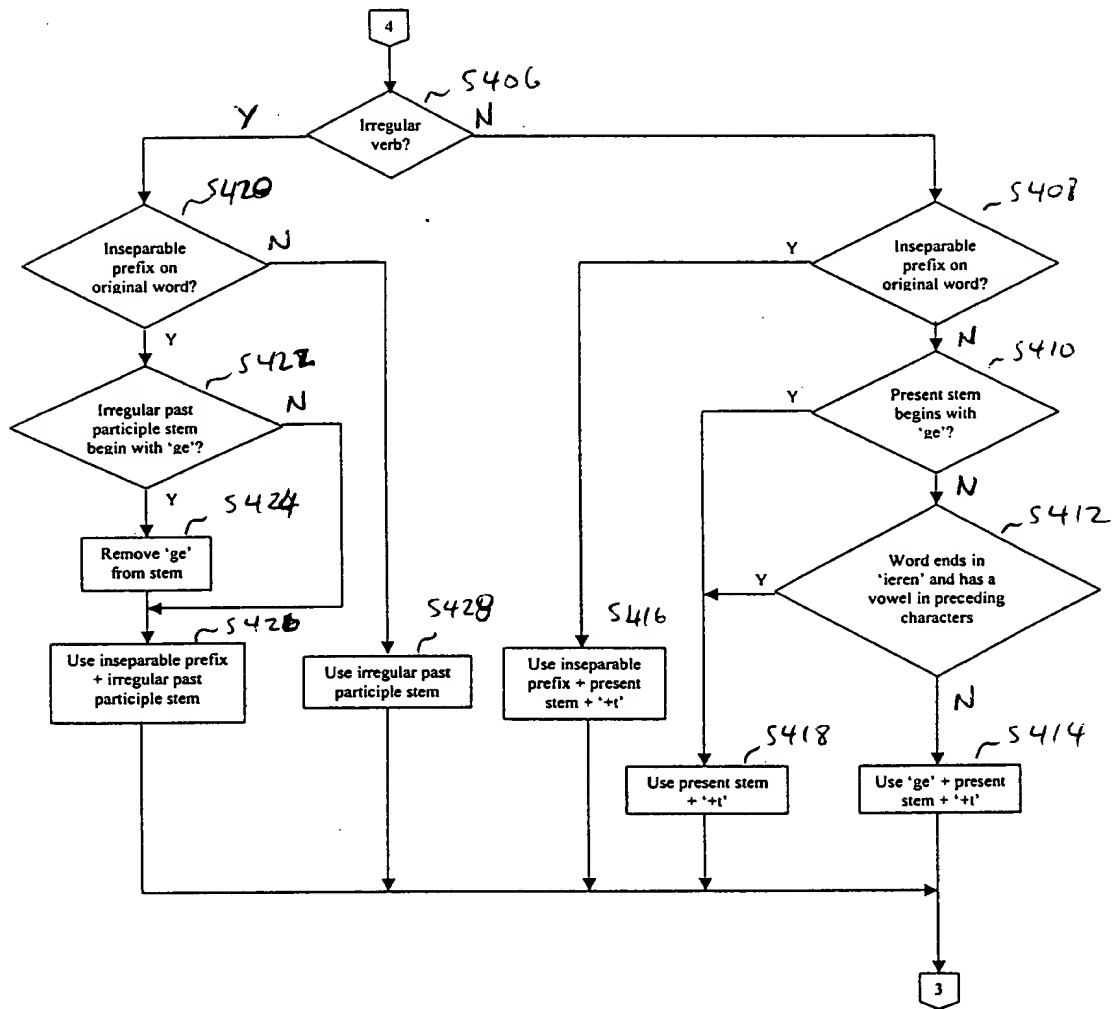 4
S406
Y
Irregular
verb?
N
S420
Inseparable
prefix on
original word?
N
Y
S408
Inseparable
prefix on
original word?
Y
N
S422
Irregular past
participle stem
begin with ‘ge’?
N
Y
S410
Present stem
begins with
‘ge’?
Y
N
S424
Remove ‘ge’
from stem
S412
Word ends in
‘ieren’ and has a
vowel in preceding
characters
Y
N
S426
Use inseparable prefix
+ irregular past
participle stem
S428
Use irregular past
participle stem
S416
Use inseparable
prefix + present
stem + ‘+t’
S418
Use present stem
+ ‘+t’
S414
Use ‘ge’ + present
stem + ‘+t’
3